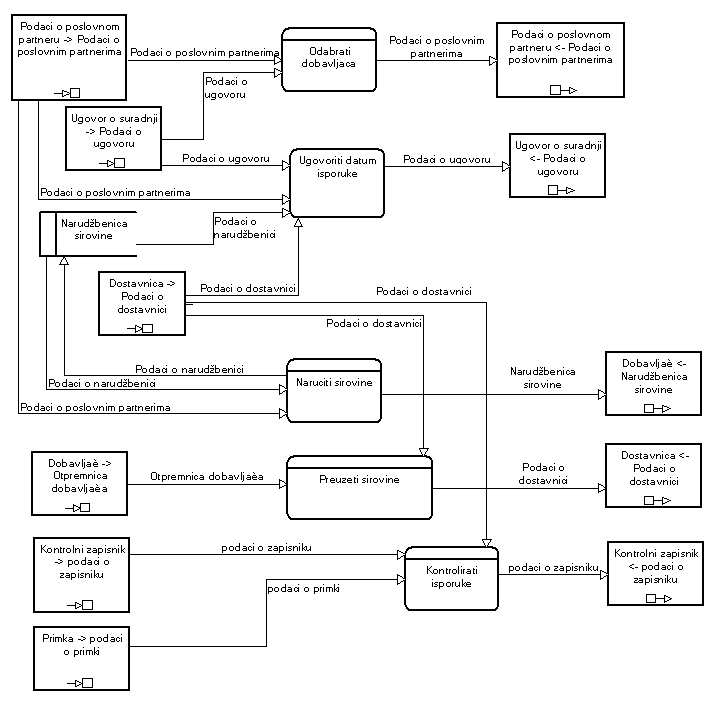 Podaci o poslovnom
partneru -> Podaci o
poslovnim partnerima
Podaci o poslovnim partnerima
Odabrati
dobavljaca
Podaci o poslovnim
partnerima
Podaci o poslovnom
partneru <- Podaci o
poslovnim partnerima
Podaci o
ugovoru
Ugovor o suradnji
-> Podaci o
ugovoru
Podaci o ugovoru
Ugovoriti datum
isporuke
Podaci o ugovoru
Ugovor o suradnji
<- Podaci o
ugovoru
Podaci o poslovnim partnerima
Narudžbenica
sirovine
Podaci o
narudžbenici
Dostavnica ->
Podaci o
dostavnici
Podaci o dostavnici
Podaci o dostavnici
Podaci o dostavnici
Podaci o narudžbenici
Podaci o narudžbenici
Podaci o poslovnim partnerima
Naruciti sirovine
Narudžbenica
sirovine
Dobavljaè <-
Narudžbenica
sirovine
Dobavljaè ->
Otpremnica
dobavljaèa
Otpremnica dobavljaèa
Preuzeti sirovine
Podaci o
dostavnici
Dostavnica <-
Podaci o
dostavnici
Kontrolni zapisnik
-> podaci o
zapisniku
podaci o zapisniku
podaci o primki
Kontrolirati
isporuke
podaci o zapisniku
Kontrolni zapisnik
<- podaci o
zapisniku
Primka -> podaci
o primki